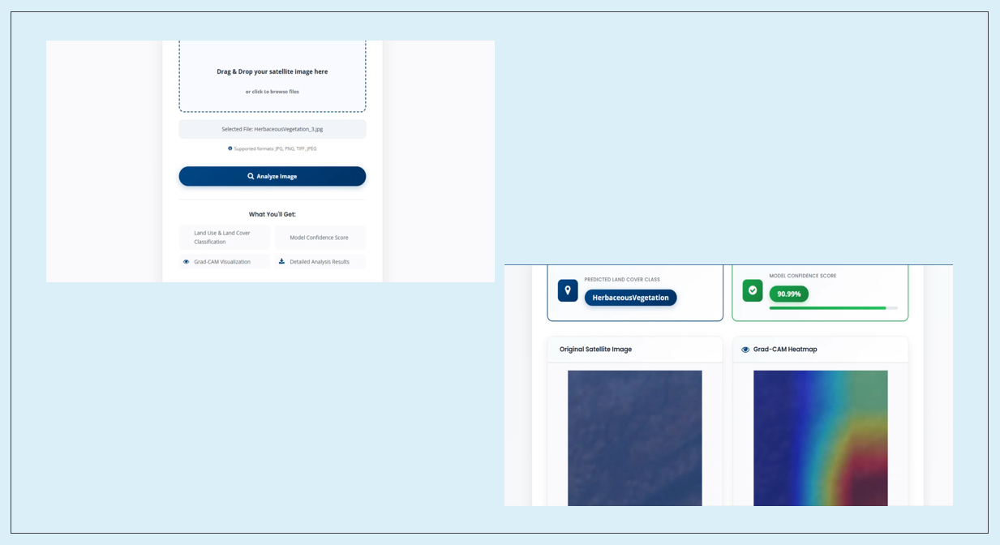 Drag & Drop your satellite image here
or click to browse files
Selected File: HerbaceousVegetation_3.jpg
Supported formats: JPG, PNG, TIFF, JPEG
Analyze Image
What You'll Get:
Land Use & Land Cover
Classification
Model Confidence Score
Grad-CAM Visualization
Detailed Analysis Results
PREDICTED LAND COVER CLASS
HerbaceousVegetation
MODEL CONFIDENCE SCORE
90.99%
Original Satellite Image
Grad-CAM Heatmap